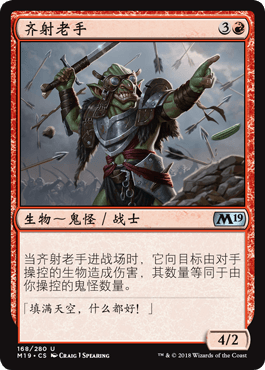 齐射老手 3
生物～鬼怪／战士 M19
当齐射老手进战场时，它向目标由对手
操控的生物造成伤害，其数量等同于由
你操控的鬼怪数量。
「填满天空，什么都好！」
4/2
168/280 U
M19 • CS CRAIG J SPEARING
™ & © 2018 Wizards of the Coast